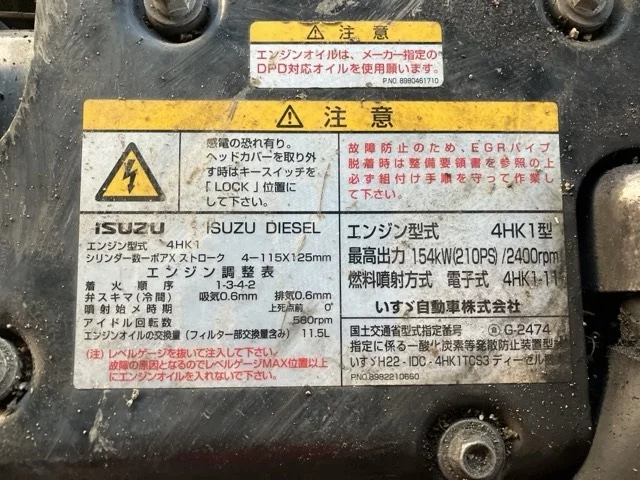 注意
エンジンオイルは、メーカー指定の
DPD対応オイルを使用願います。
P.NO.8980461710
注意
感電の恐れ有り。
ヘッドカバーを取り外
す時はキースイッチを
「LOCK」位置に
して下さい。
故障防止のため、EGRパイプ
脱着時は整備要領書を参照の上
必ず組付け手順を守って作業し
て下さい。
ISUZU ISUZU DIESEL
エンジン型式 4HK1
シリンダー数ーボアX ストローク 4ー115X125mm
エンジン調整表
着火順序 1-3-4-2
弁スキマ(冷間) 吸気0.6mm 排気0.6mm
噴射始メ時期 上死点前 0°
アイドル回転数 580rpm
エンジンオイルの交換量(フィルター部交換量含み) 11.5L
(注) レベルゲージを抜いて注入して下さい。
故障の原因となるのでレベルゲージMAX位置以上
にエンジンオイルを入れないで下さい。
エンジン型式 4HK1型
最高出力 154kW(210PS)/2400rpm
燃料噴射方式 電子式 4HK1-11
いすゞ自動車株式会社
国土交通省型式指定番号 G-2474
指定に係る一酸化炭素等発散防止装置型
いすゞH22-IDC-4HK1TCS3 ディーゼル
P.NO.8982210660